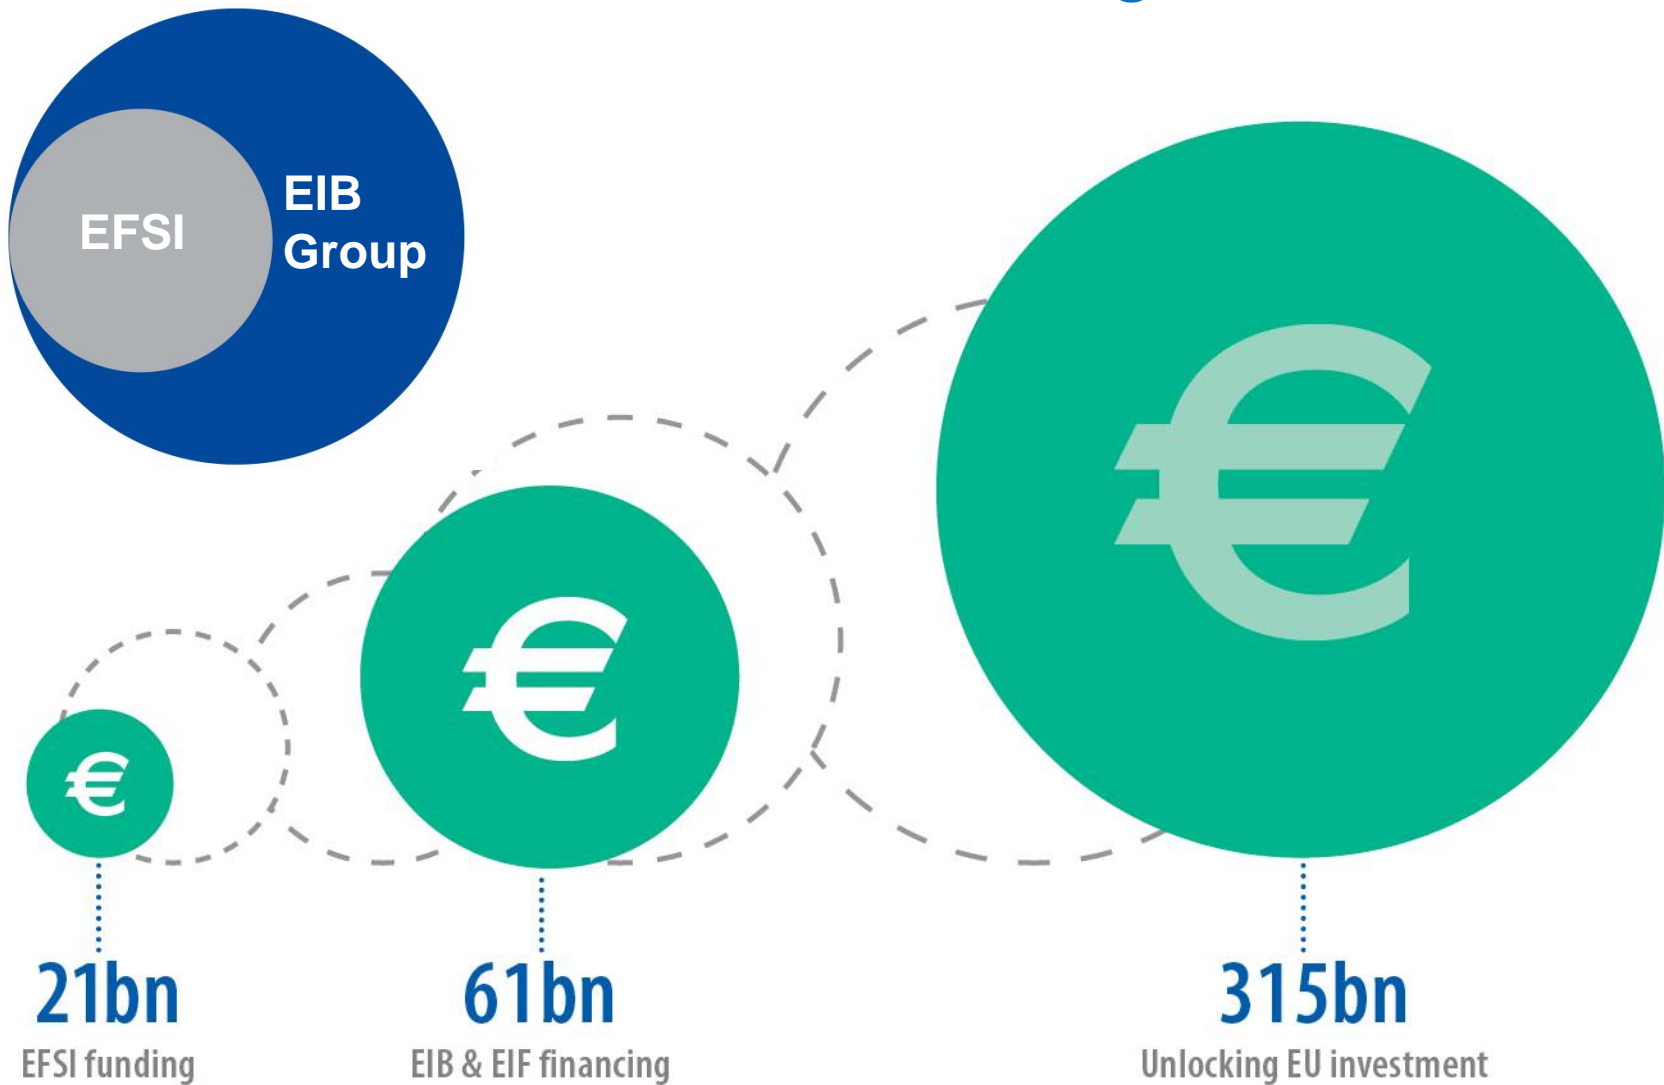 EFSI
EIB
Group
€
€
€
21bn
61bn
315bn
EFSI funding
EIB & EIF financing
Unlocking EU investment